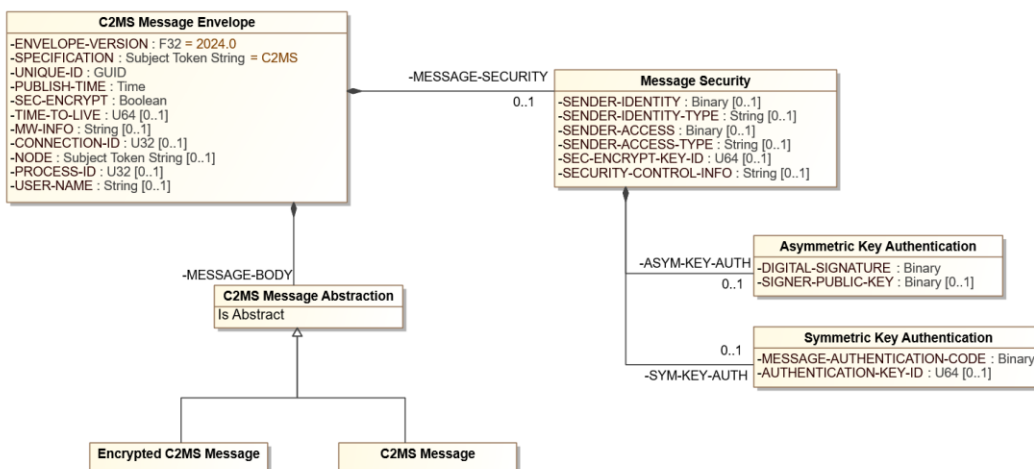 C2MS Message Envelope
-ENVELOPE-VERSION : F32 = 2024.0
-SPECIFICATION : Subject Token String = C2MS
-UNIQUE-ID : GUID
-PUBLISH-TIME : Time
-SEC-ENCRYPT : Boolean
-TIME-TO-LIVE : U64 [0..1]
-MW-INFO : String [0..1]
-CONNECTION-ID : U32 [0..1]
-NODE : Subject Token String [0..1]
-PROCESS-ID : U32 [0..1]
-USER-NAME : String [0..1]
-MESSAGE-SECURITY
0..1
Message Security
-SENDER-IDENTITY : Binary [0..1]
-SENDER-IDENTITY-TYPE : String [0..1]
-SENDER-ACCESS : Binary [0..1]
-SENDER-ACCESS-TYPE : String [0..1]
-SEC-ENCRYPT-KEY-ID : U64 [0..1]
-SECURITY-CONTROL-INFO : String [0..1]
-ASYM-KEY-AUTH
0..1
Asymmetric Key Authentication
-DIGITAL-SIGNATURE : Binary
-SIGNER-PUBLIC-KEY : Binary [0..1]
-MESSAGE-BODY
C2MS Message Abstraction
Is Abstract
0..1
-SYM-KEY-AUTH
Symmetric Key Authentication
-MESSAGE-AUTHENTICATION-CODE : Binary
-AUTHENTICATION-KEY-ID : U64 [0..1]
Encrypted C2MS Message
C2MS Message